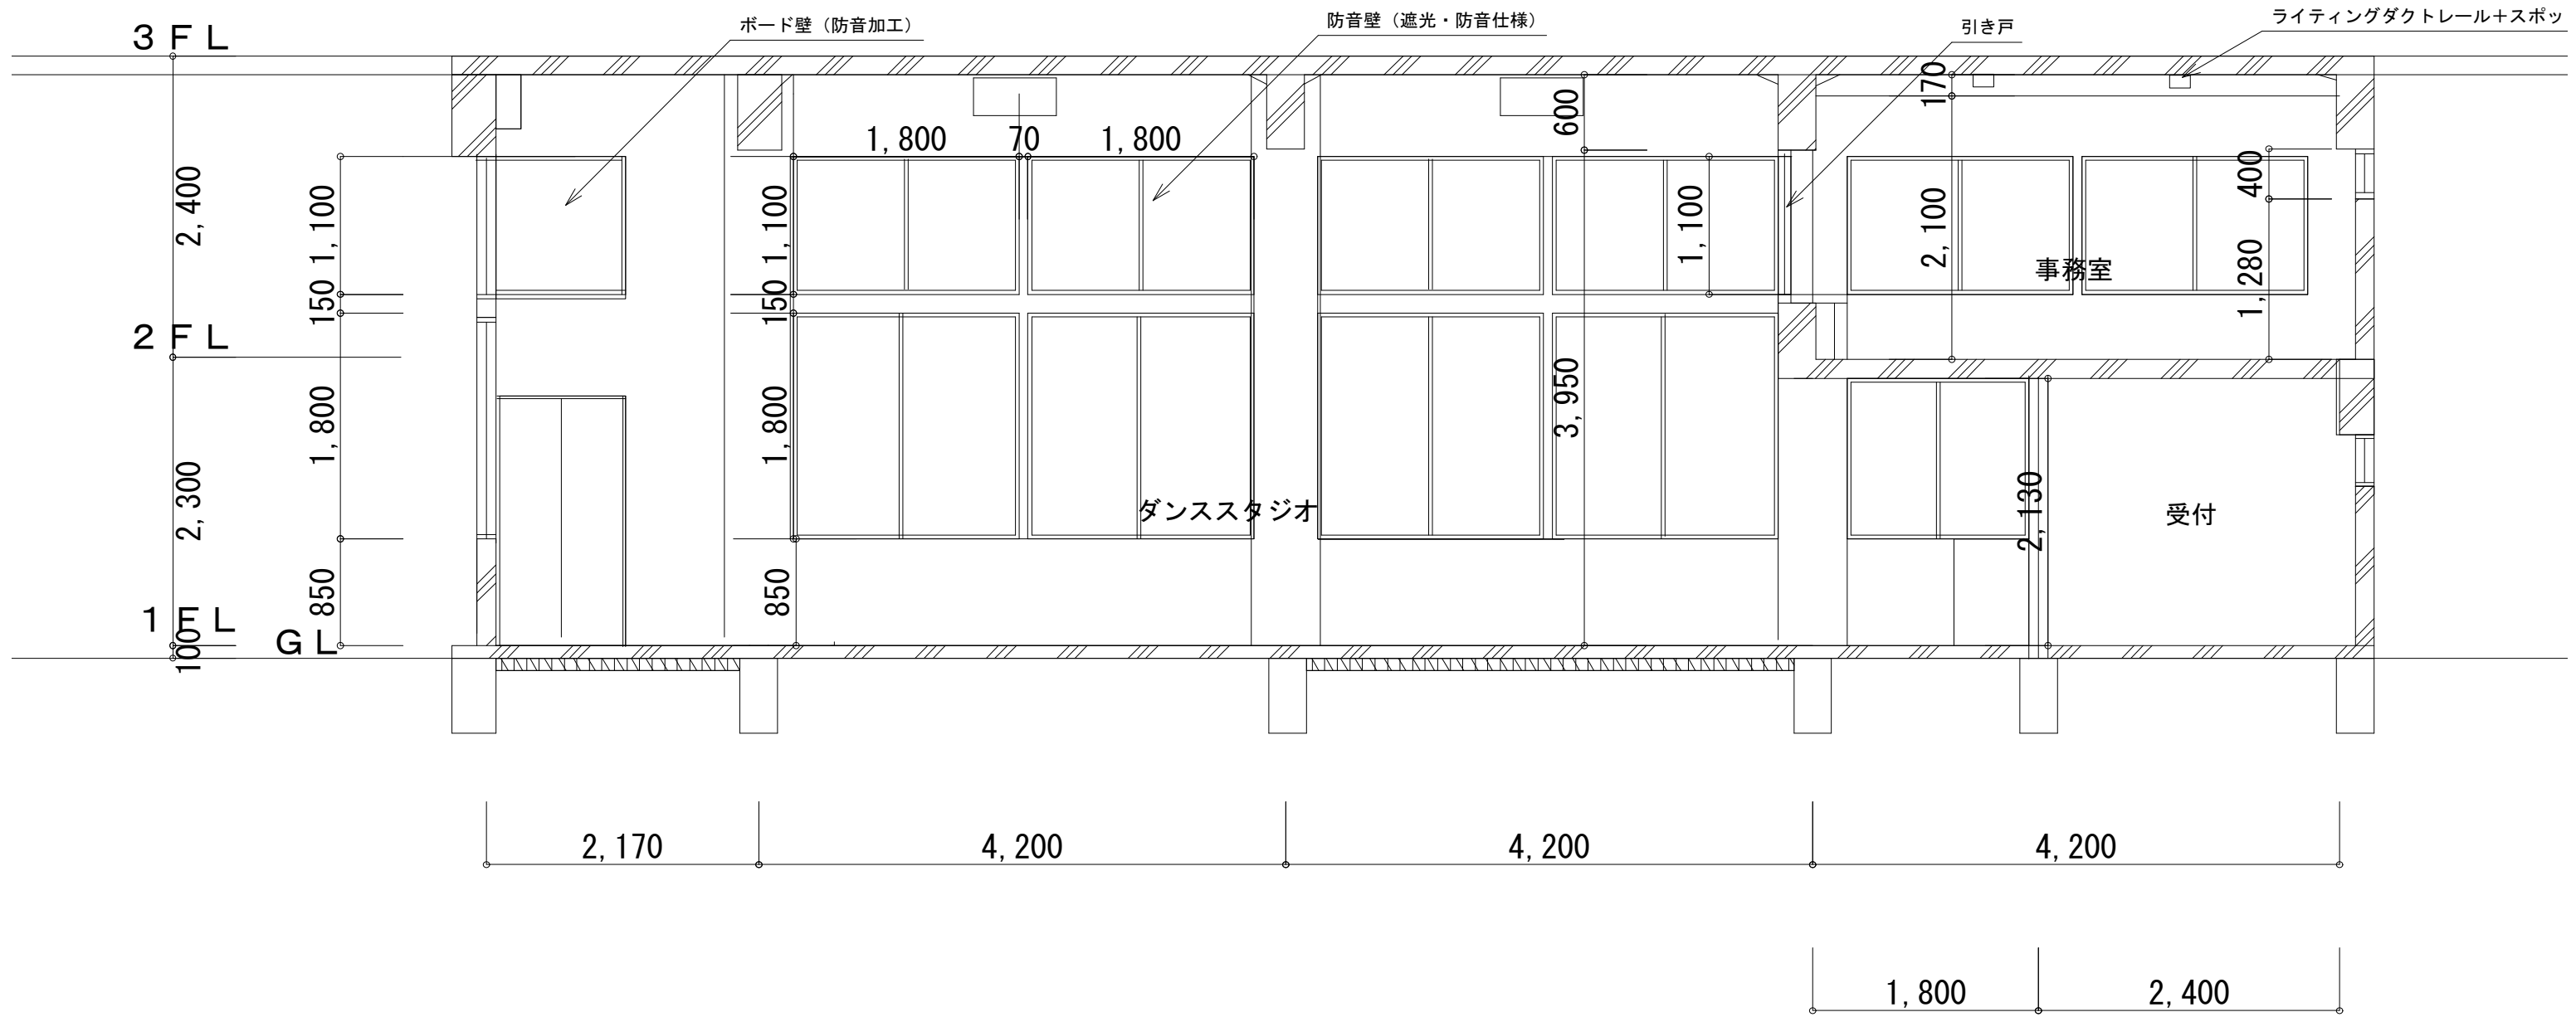 ボード壁（防音加工）
防音壁（遮光・防音仕様）
引き戸
ライティングダクトレール＋スポッ
３ＦＬ
２ＦＬ
１ＦＬ
ＧＬ
2,400
2,300
100
1,100
150
1,800
850
1,800
70
1,800
1,100
150
1,800
850
600
3,950
1,100
170
2,100
400
1,280
2,130
事務室
ダンススタジオ
受付
2,170
4,200
4,200
4,200
1,800
2,400